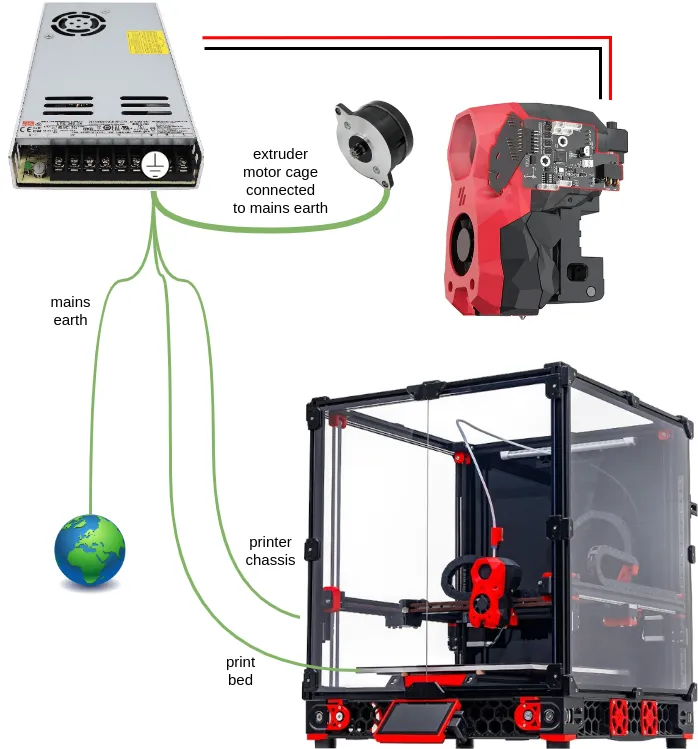 extruder
motor cage
connected
to mains earth
mains
earth
printer
chassis
print
bed